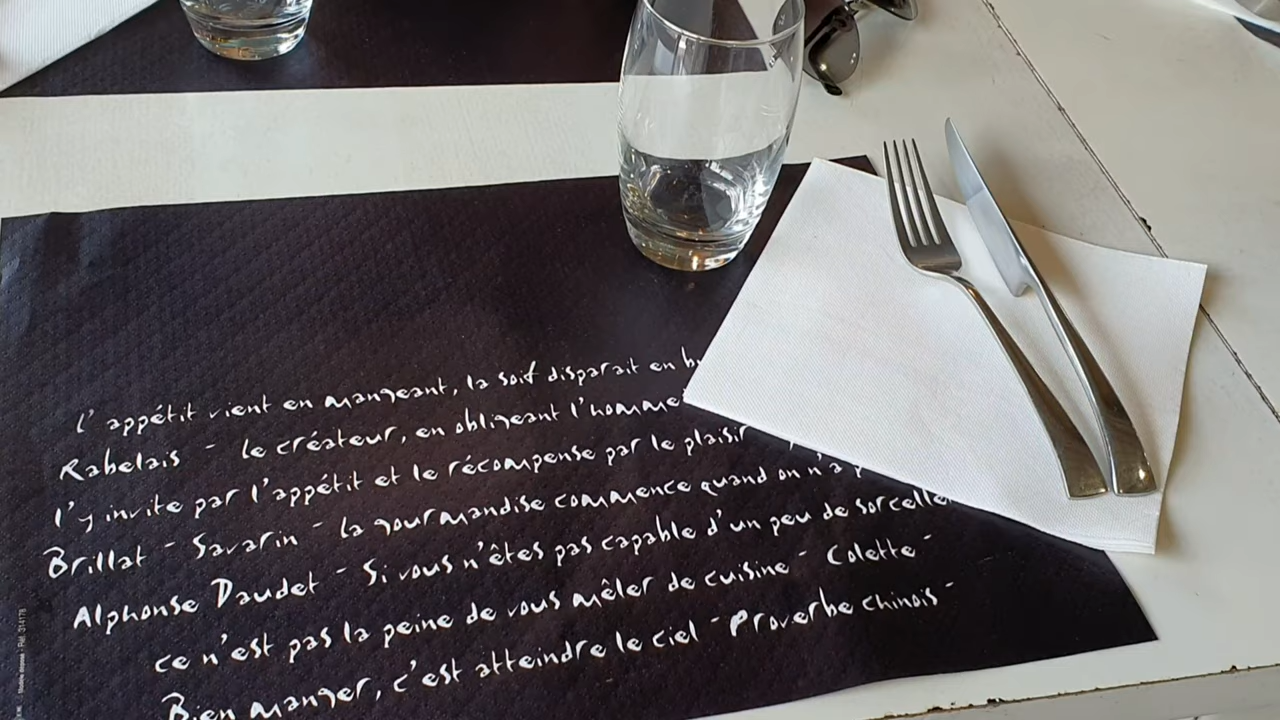 l'appétit vient en mangeant, la soif disparait en
Rabelais - le créateur, en obligeant l'homme
l'y invite par l'appétit et le récompense par le plaisir
Brillat - Savarin - la gourmandise commence quand on n'a
Alphonse Daudet - Si vous n'êtes pas capable d'un peu de
ce n'est pas la peine de vous mêler de cuisine - Colette -
Bien manger, c'est atteindre le ciel - Proverbe chinois -
Réf. 314178